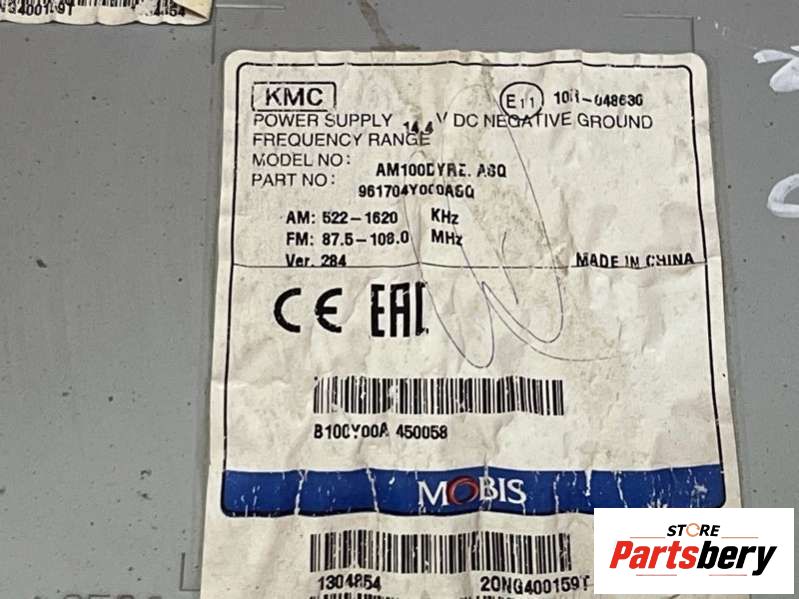 KMC
E11 10R-048630
POWER SUPPLY 14.4 V DC NEGATIVE GROUND
FREQUENCY RANGE
MODEL NO: AM100DYRE. ASQ
PART NO: 961704Y000ASQ
AM: 522-1620 KHz
FM: 87.5-108.0 MHz
Ver. 284
MADE IN CHINA
CE EAC
B100Y00A 450058
MOBIS
1304854 20NG400159T
STORE
Partsbery